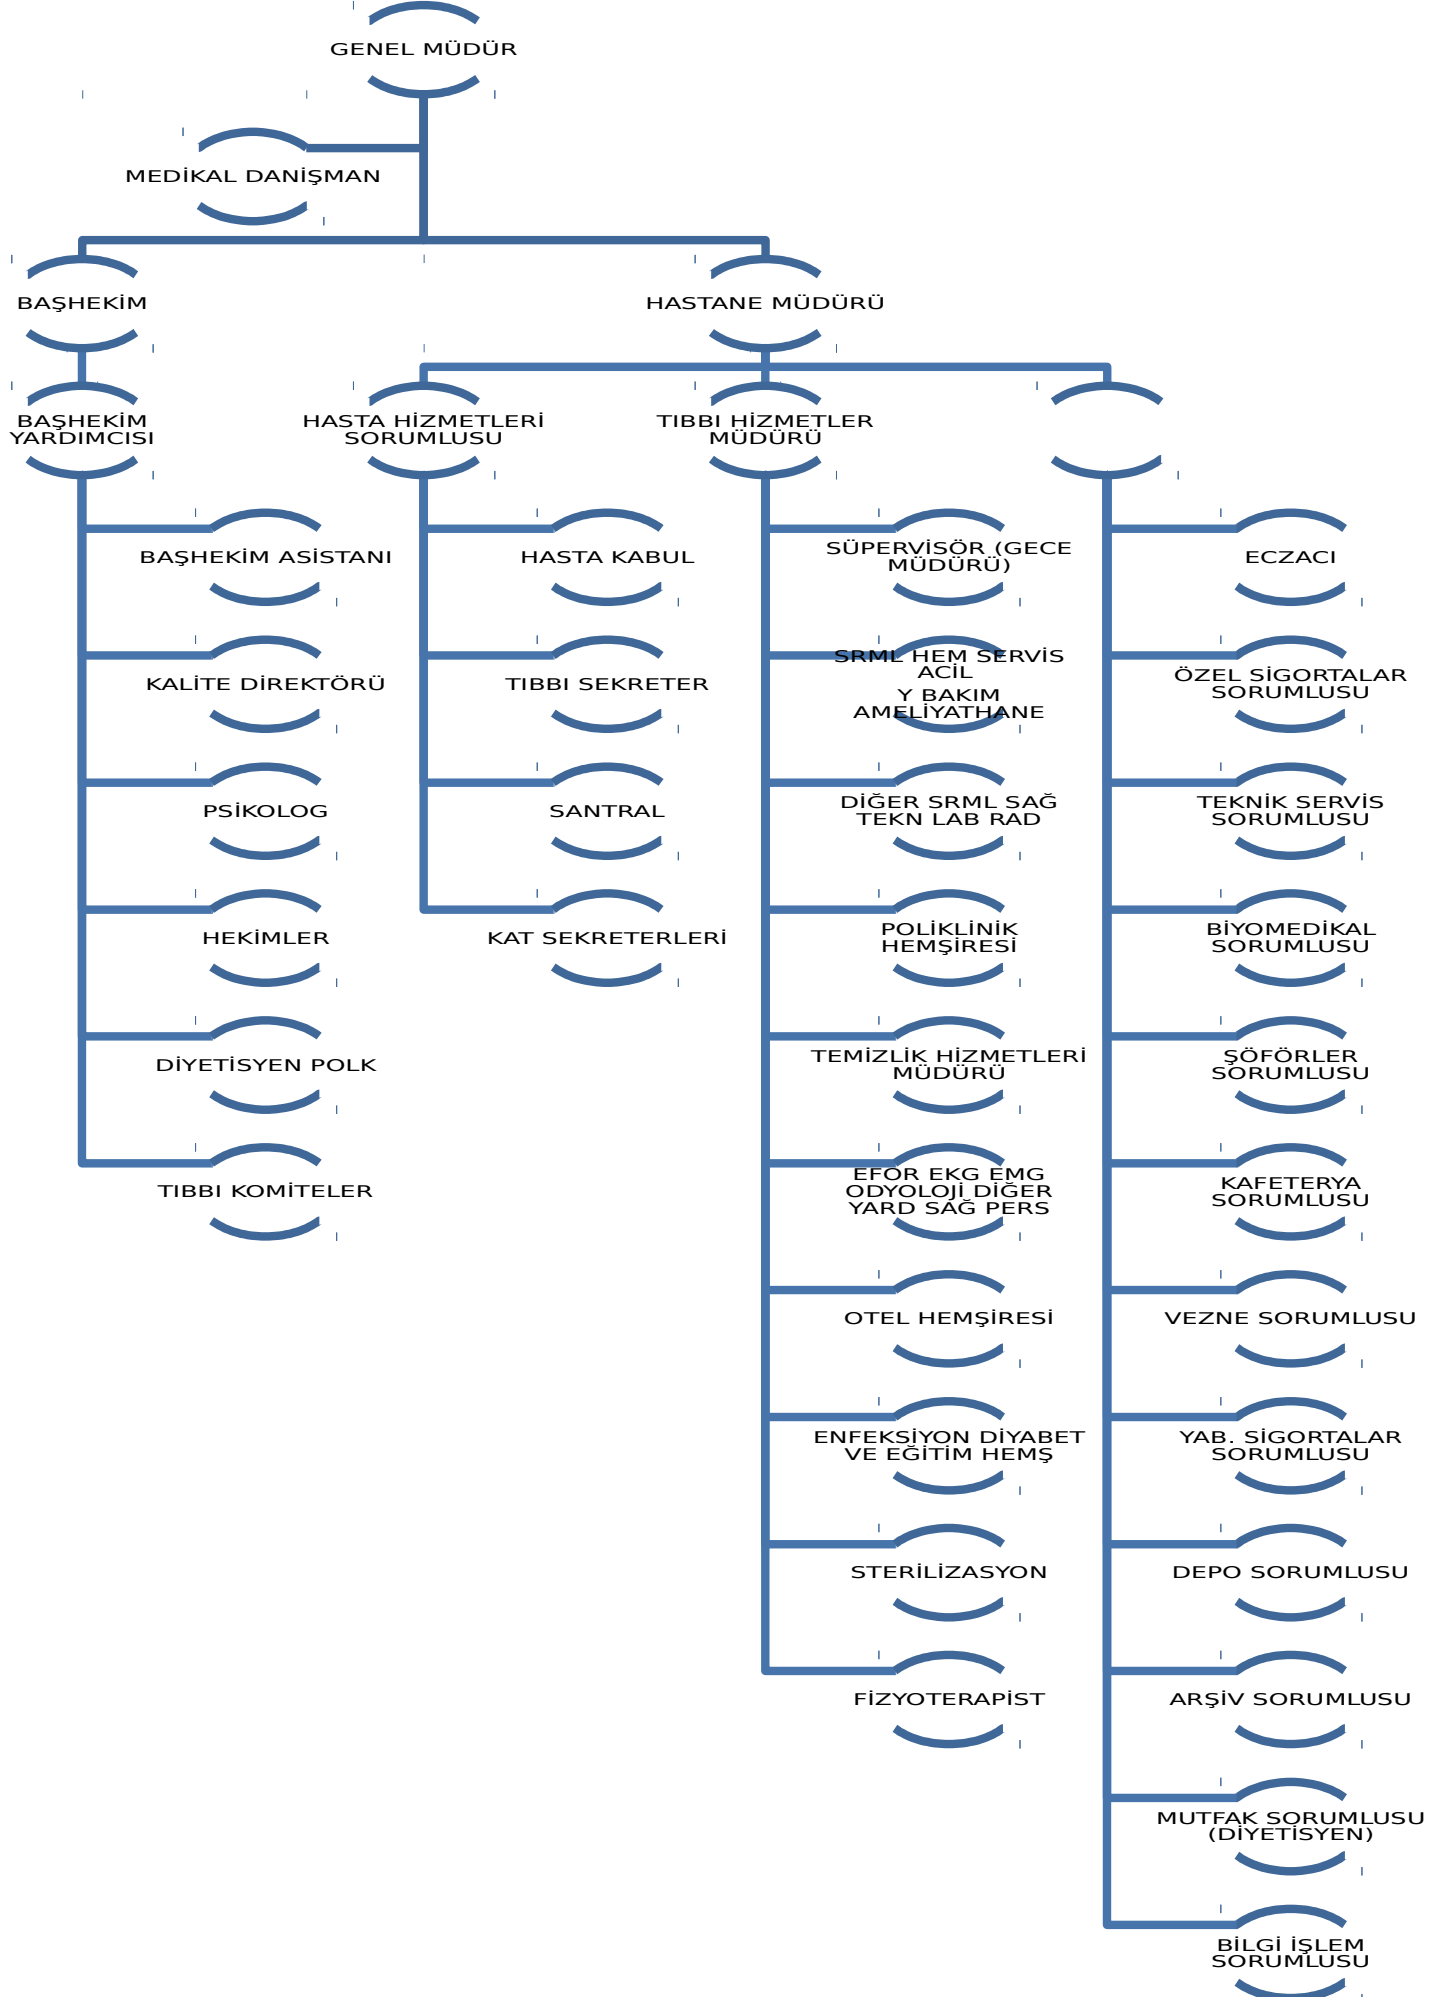 GENEL MÜDÜR
MEDİKAL DANİŞMAN
BAŞHEKİM
HASTANE MÜDÜRÜ
BAŞHEKİM
YARDIMCISI
HASTA HİZMETLERİ
SORUMLUSU
TIBBI HİZMETLER
MÜDÜRÜ
BAŞHEKİM ASİSTANI
KALİTE DİREKTÖRÜ
PSİKOLOG
HEKİMLER
DİYETİSYEN POLK
TIBBI KOMİTELER
HASTA KABUL
TIBBI SEKRETER
SANTRAL
KAT SEKRETERLERİ
SÜPERVİSÖR (GECE
MÜDÜRÜ)
SRML HEM SERVİS
ACİL
Y BAKIM
AMELİYATHANE
DİĞER SRML SAĞ
TEKN LAB RAD
POLİKLİNİK
HEMŞİRESİ
TEMİZLİK HİZMETLERİ
MÜDÜRÜ
EFOR EKG EMG
ODYOLOJİ DİĞER
YARD SAĞ PERS
OTEL HEMŞİRESİ
ENFEKSİYON DİYABET
VE EĞİTİM HEMŞ
STERİLİZASYON
FİZYOTERAPİST
ECZACI
ÖZEL SİGORTALAR
SORUMLUSU
TEKNİK SERVİS
SORUMLUSU
BİYOMEDİKAL
SORUMLUSU
ŞÖFÖRLER
SORUMLUSU
KAFETERYA
SORUMLUSU
VEZNE SORUMLUSU
YAB. SİGORTALAR
SORUMLUSU
DEPO SORUMLUSU
ARŞİV SORUMLUSU
MUTFAK SORUMLUSU
(DİYETİSYEN)
BİLGİ İŞLEM
SORUMLUSU